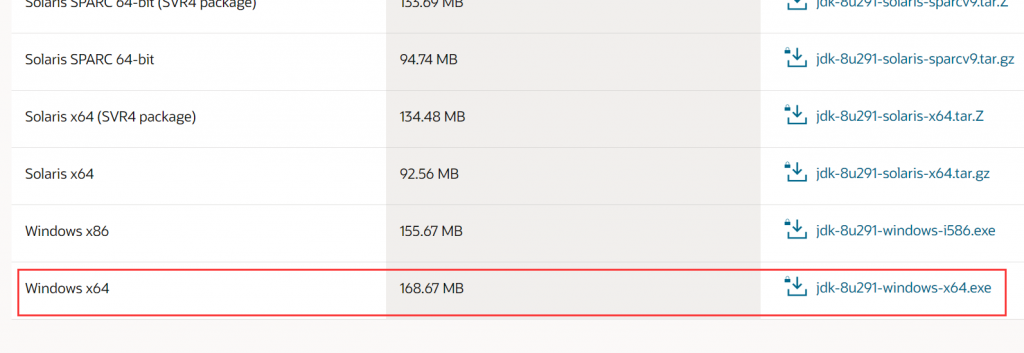 Solaris SPARC 64-bit (SVR4 package) 133.69 MB jdk-8u291-solaris-sparcv9.tar.Z
Solaris SPARC 64-bit 94.74 MB jdk-8u291-solaris-sparcv9.tar.gz
Solaris x64 (SVR4 package) 134.48 MB jdk-8u291-solaris-x64.tar.Z
Solaris x64 92.56 MB jdk-8u291-solaris-x64.tar.gz
Windows x86 155.67 MB jdk-8u291-windows-i586.exe
Windows x64 168.67 MB jdk-8u291-windows-x64.exe